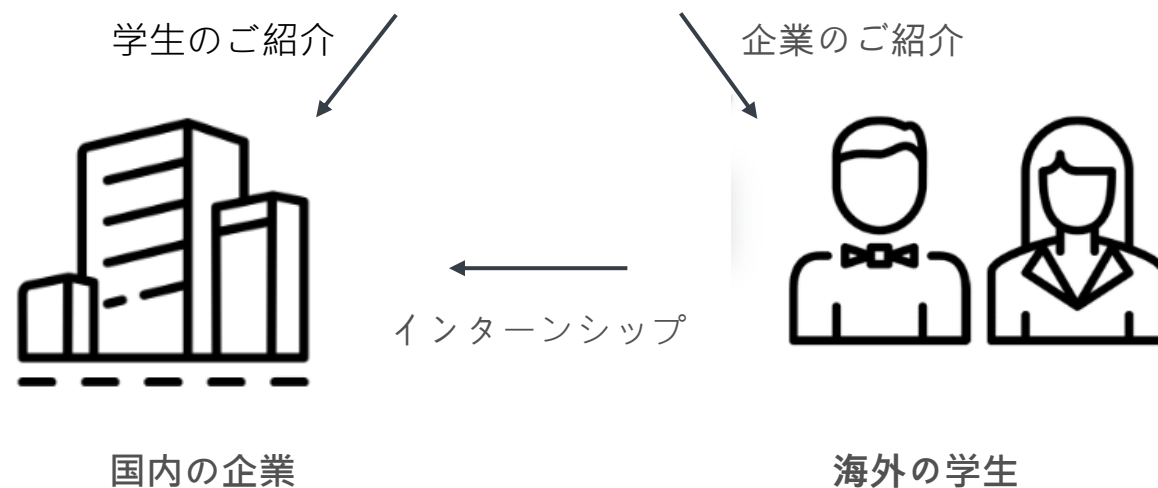 学生のご紹介
企業のご紹介
インターンシップ
国内の企業
海外の学生